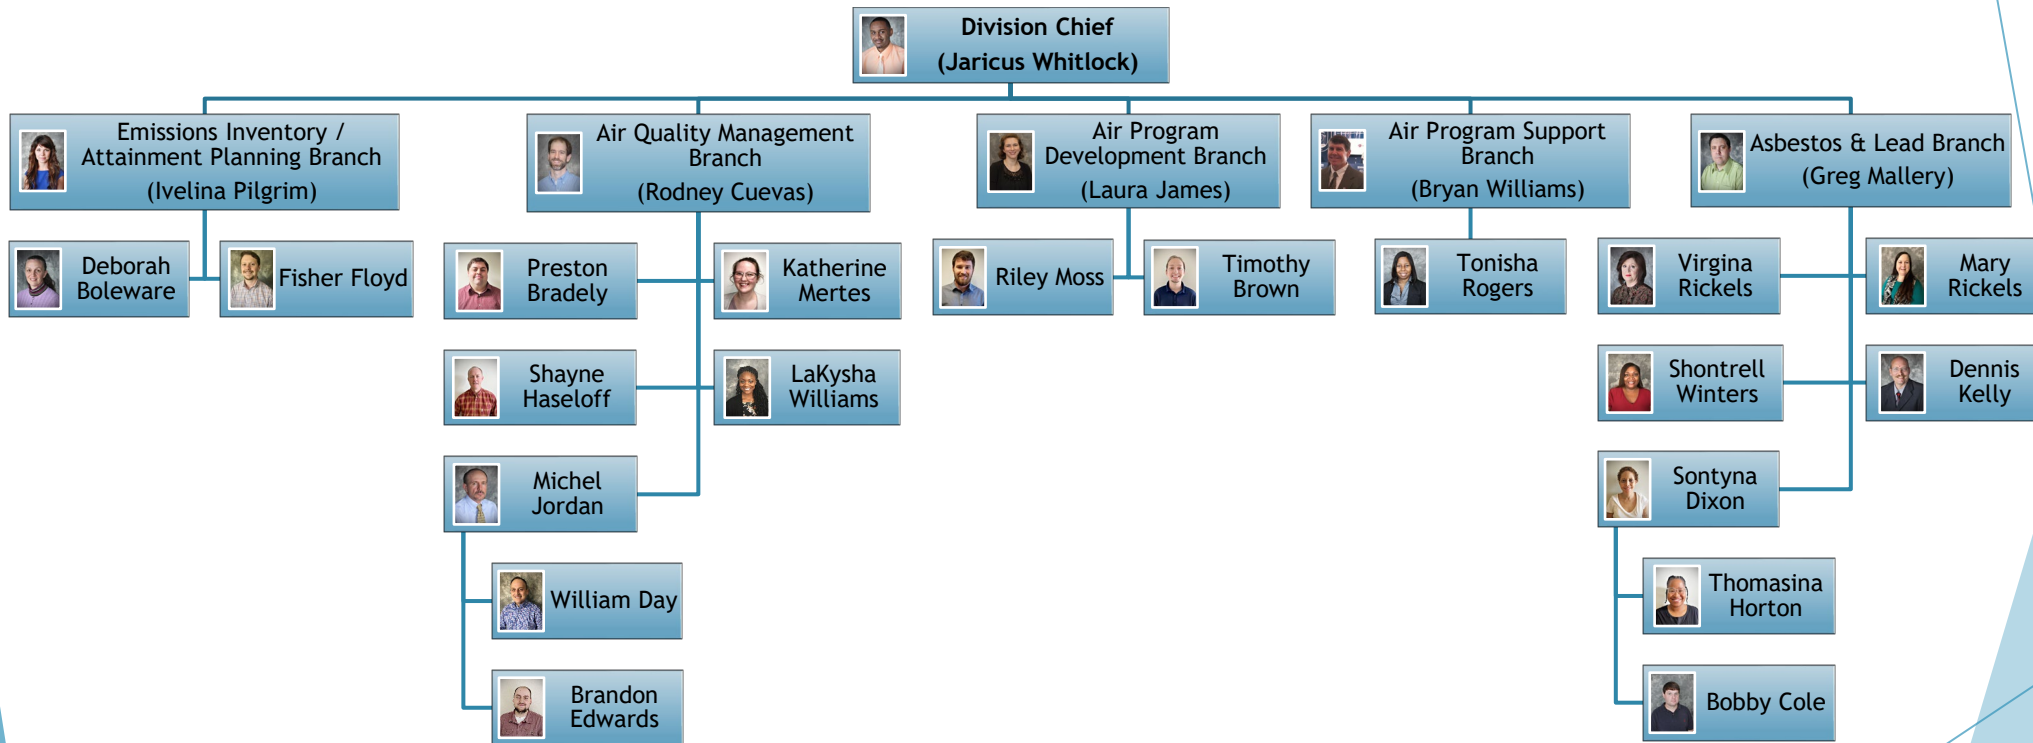 Division Chief
(Jaricus Whitlock)
Emissions Inventory /
Attainment Planning Branch
(Ivelina Pilgrim)
Air Quality Management
Branch
(Rodney Cuevas)
Air Program
Development Branch
(Laura James)
Air Program Support
Branch
(Bryan Williams)
Asbestos & Lead Branch
(Greg Mallery)
Deborah
Boleware
Fisher Floyd
Preston
Bradely
Katherine
Mertes
Shayne
Haseloff
LaKysha
Williams
Michel
Jordan
William Day
Brandon
Edwards
Riley Moss
Timothy
Brown
Tonisha
Rogers
Virgina
Rickels
Mary
Rickels
Shontrell
Winters
Dennis
Kelly
Sontyna
Dixon
Thomasina
Horton
Bobby Cole